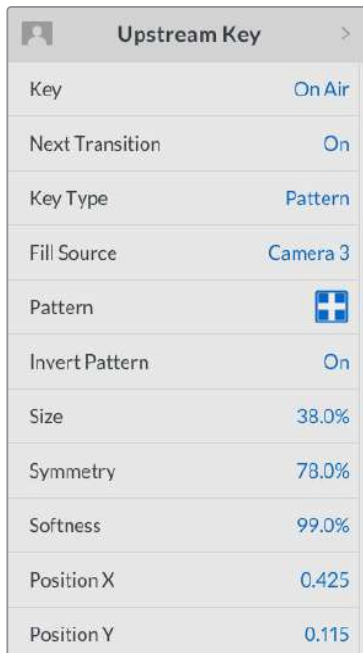 Upstream Key
Key On Air
Next Transition On
Key Type Pattern
Fill Source Camera 3
Pattern
Invert Pattern On
Size 38.0%
Symmetry 78.0%
Softness 99.0%
Position X 0.425
Position Y 0.115